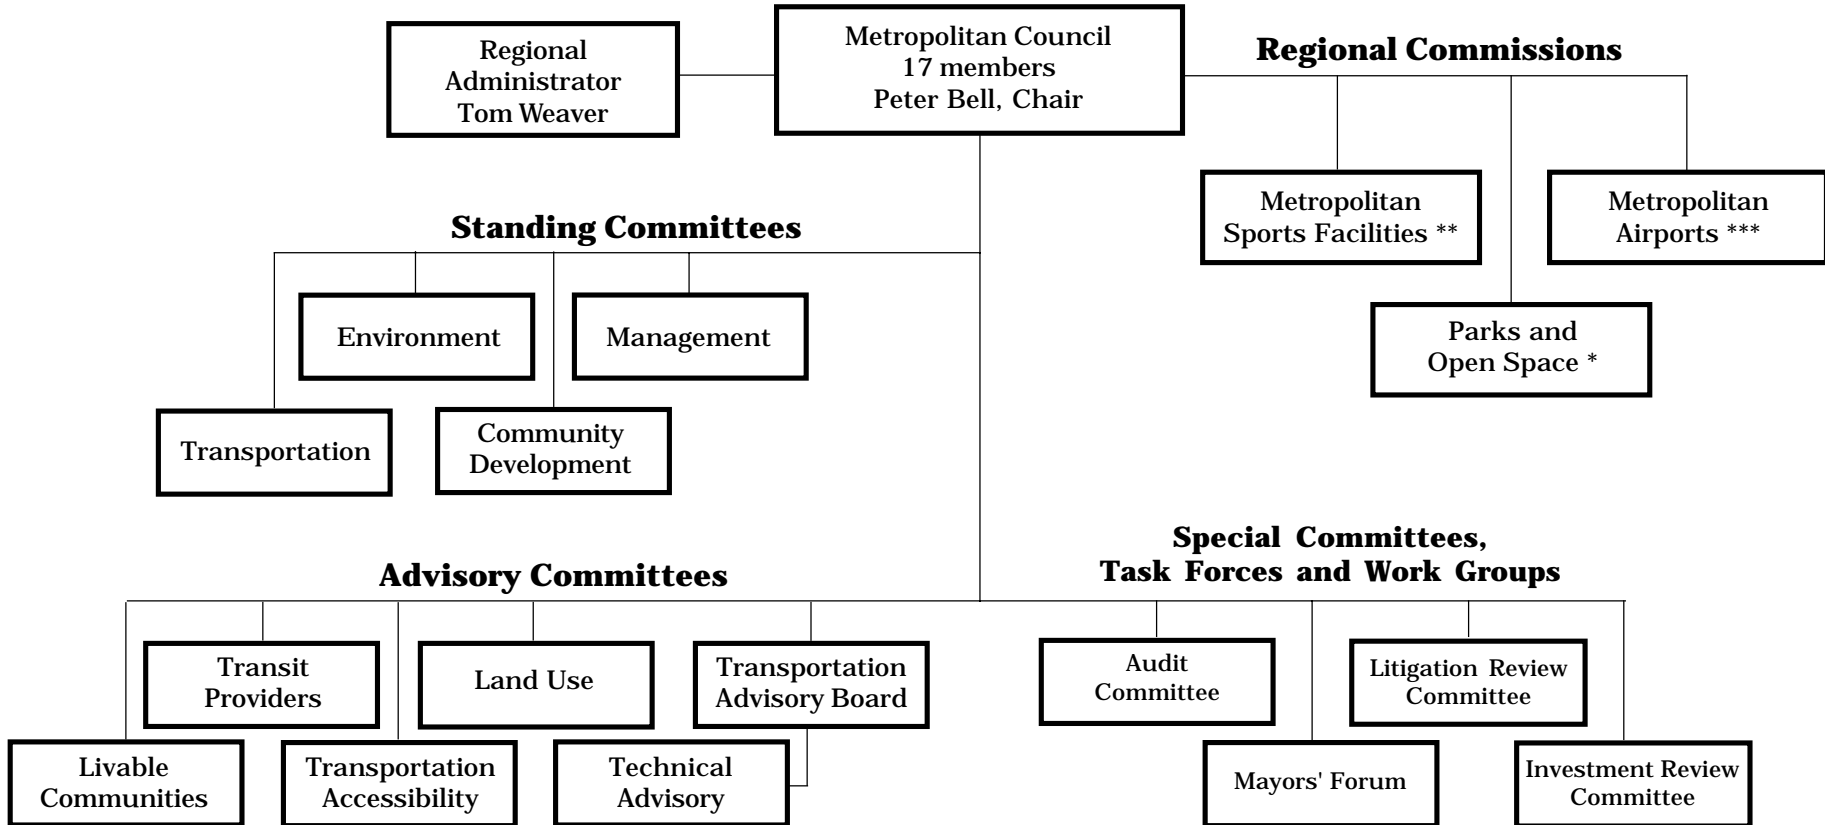 Regional
Administrator
Tom Weaver
Metropolitan Council
17 members
Peter Bell, Chair
Regional Commissions
Metropolitan
Sports Facilities **
Metropolitan
Airports ***
Parks and
Open Space *
Standing Committees
Environment
Management
Transportation
Community
Development
Advisory Committees
Transit
Providers
Land Use
Transportation
Advisory Board
Livable
Communities
Transportation
Accessibility
Technical
Advisory
Special Committees,
Task Forces and Work Groups
Audit
Committee
Litigation Review
Committee
Mayors' Forum
Investment Review
Committee